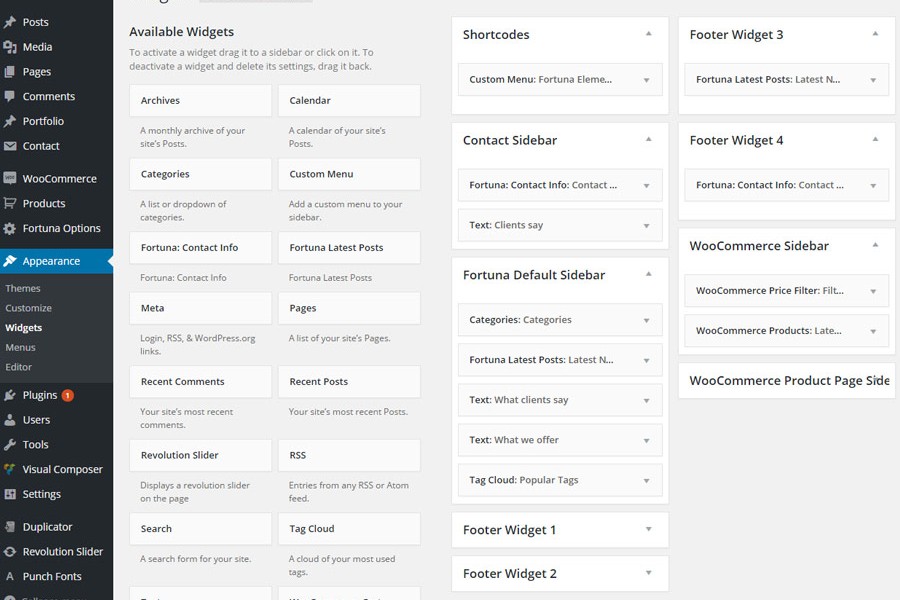 Posts
Media
Pages
Comments
Portfolio
Contact
WooCommerce
Products
Fortuna Options
Appearance
Themes
Customize
Widgets
Menus
Editor
Plugins 1
Users
Tools
Visual Composer
Settings
Duplicator
Revolution Slider
Punch Fonts
Available Widgets
To activate a widget drag it to a sidebar or click on it. To
deactivate a widget and delete its settings, drag it back.
Archives
A monthly archive of your
site's Posts.
Calendar
A calendar of your site's
Posts.
Categories
A list or dropdown of
categories.
Custom Menu
Add a custom menu to your
sidebar.
Fortuna: Contact Info
Fortuna: Contact Info
Fortuna Latest Posts
Fortuna Latest Posts
Meta
Login, RSS, & WordPress.org
links.
Pages
A list of your site's Pages.
Recent Comments
Your site's most recent
comments.
Recent Posts
Your site's most recent Posts.
Revolution Slider
Displays a revolution slider
on the page
RSS
Entries from any RSS or Atom
feed.
Search
A search form for your site.
Tag Cloud
A cloud of your most used
tags.
Shortcodes
Custom Menu: Fortuna Eleme...
Contact Sidebar
Fortuna: Contact Info: Contact ...
Text: Clients say
Fortuna Default Sidebar
Categories: Categories
Fortuna Latest Posts: Latest N...
Text: What clients say
Text: What we offer
Tag Cloud: Popular Tags
Footer Widget 1
Footer Widget 2
Footer Widget 3
Fortuna Latest Posts: Latest N...
Footer Widget 4
Fortuna: Contact Info: Contact ...
WooCommerce Sidebar
WooCommerce Price Filter: Filt...
WooCommerce Products: Late...
WooCommerce Product Page Side